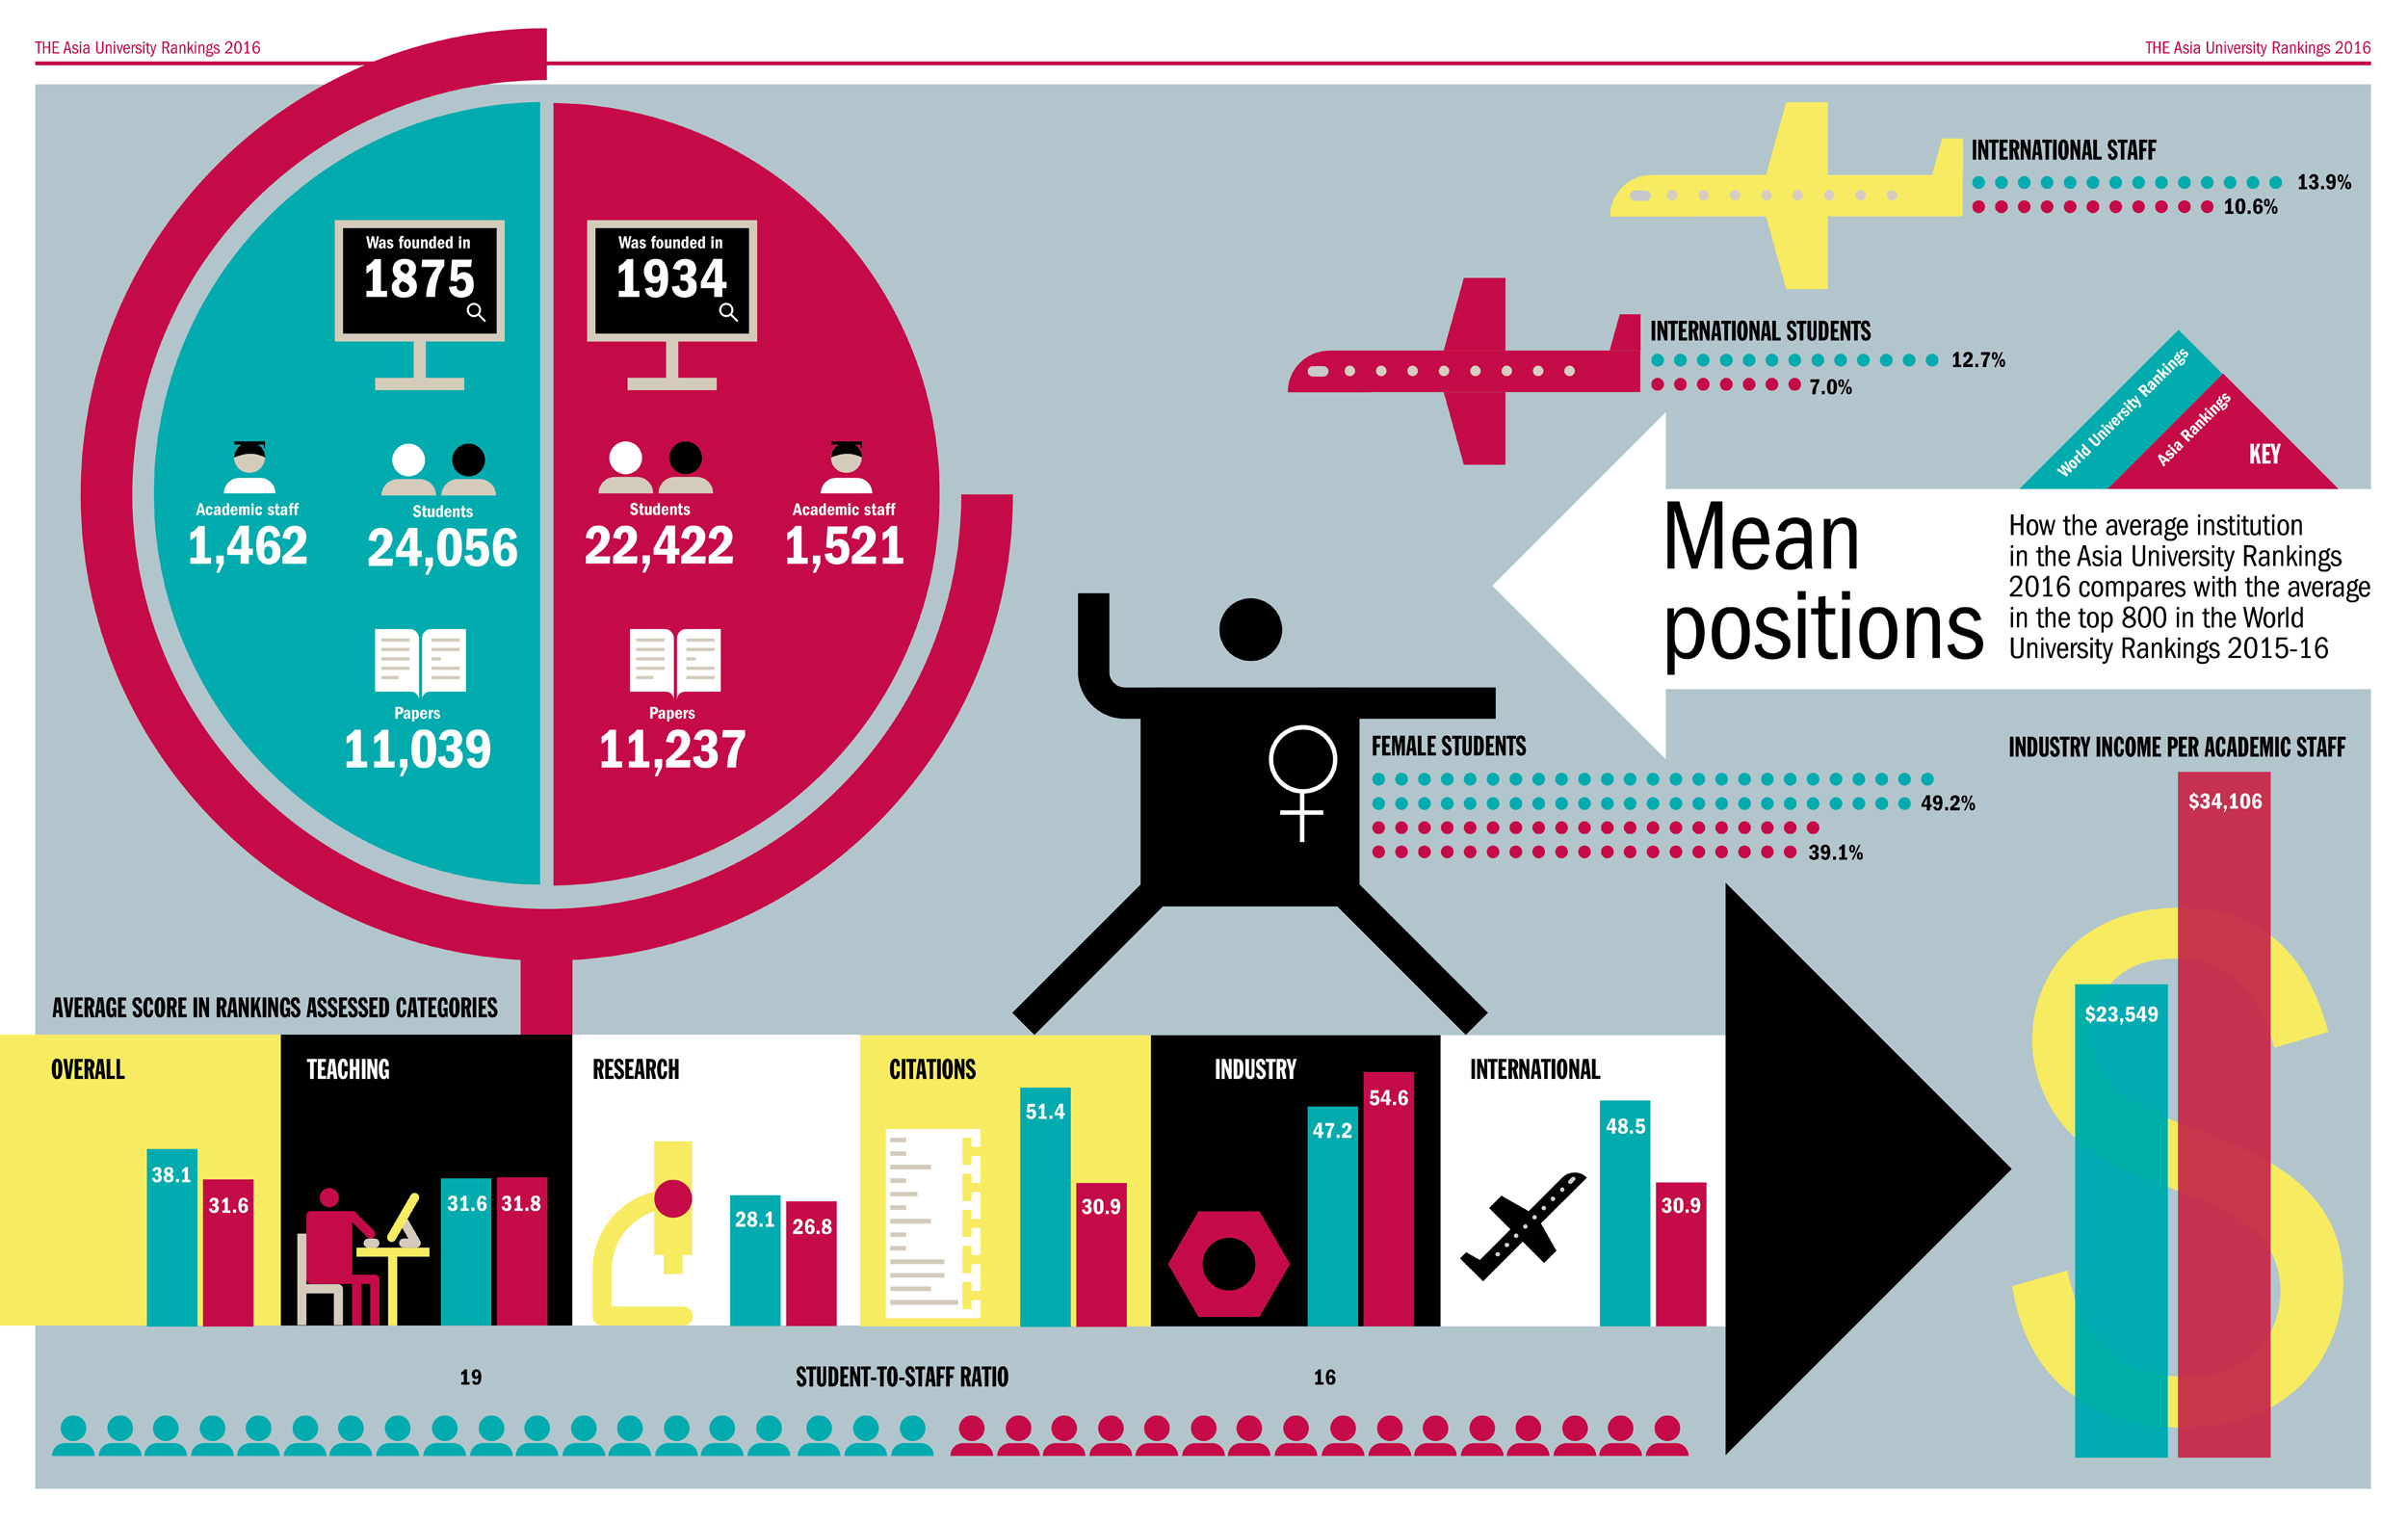 THE Asia University Rankings 2016
THE Asia University Rankings 2016
Was founded in
1875
Was founded in
1934
Academic staff
1,462
Students
24,056
Students
22,422
Academic staff
1,521
Papers
11,039
Papers
11,237
INTERNATIONAL STAFF
13.9%
10.6%
INTERNATIONAL STUDENTS
12.7%
7.0%
World University Rankings
Asia Rankings
KEY
Mean
positions
How the average institution
in the Asia University Rankings
2016 compares with the average
in the top 800 in the World
University Rankings 2015-16
FEMALE STUDENTS
49.2%
39.1%
INDUSTRY INCOME PER ACADEMIC STAFF
$34,106
$23,549
AVERAGE SCORE IN RANKINGS ASSESSED CATEGORIES
OVERALL
38.1
31.6
TEACHING
31.6
31.8
RESEARCH
28.1
26.8
CITATIONS
51.4
30.9
INDUSTRY
47.2
54.6
INTERNATIONAL
48.5
30.9
19
STUDENT-TO-STAFF RATIO
16